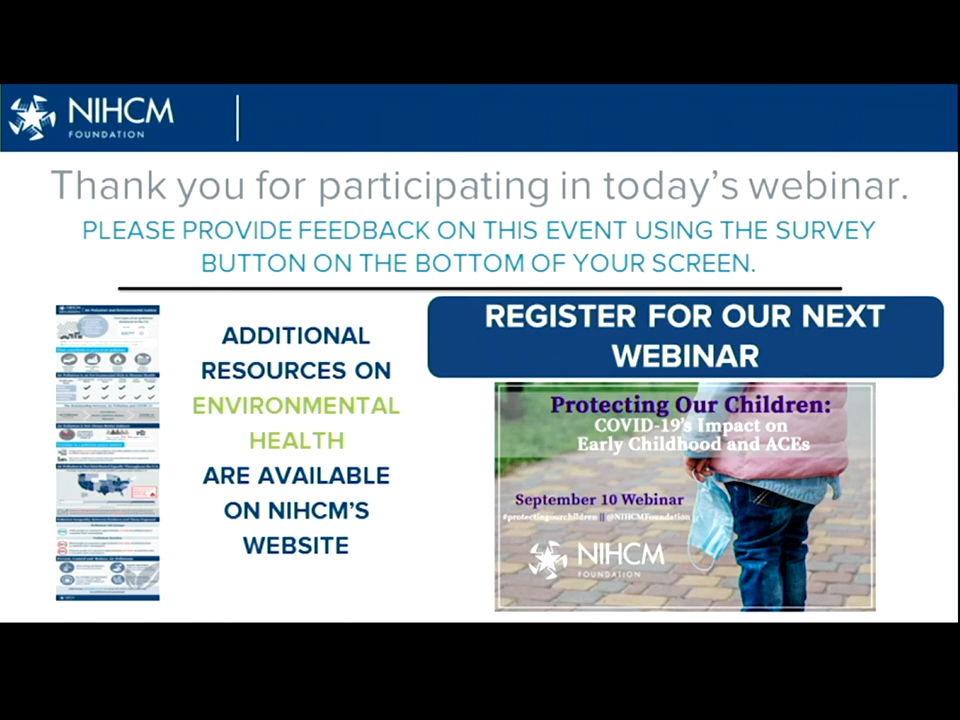 NIHCM
FOUNDATION
Thank you for participating in today's webinar.
PLEASE PROVIDE FEEDBACK ON THIS EVENT USING THE SURVEY
BUTTON ON THE BOTTOM OF YOUR SCREEN.
ADDITIONAL
RESOURCES ON
ENVIRONMENTAL
HEALTH
ARE AVAILABLE
ON NIHCM'S
WEBSITE
REGISTER FOR OUR NEXT
WEBINAR
Protecting Our Children:
COVID-19's Impact on
Early Childhood and ACEs
September 10 Webinar
#protectingourchildren || @NIHCMFoundation
NIHCM
FOUNDATION